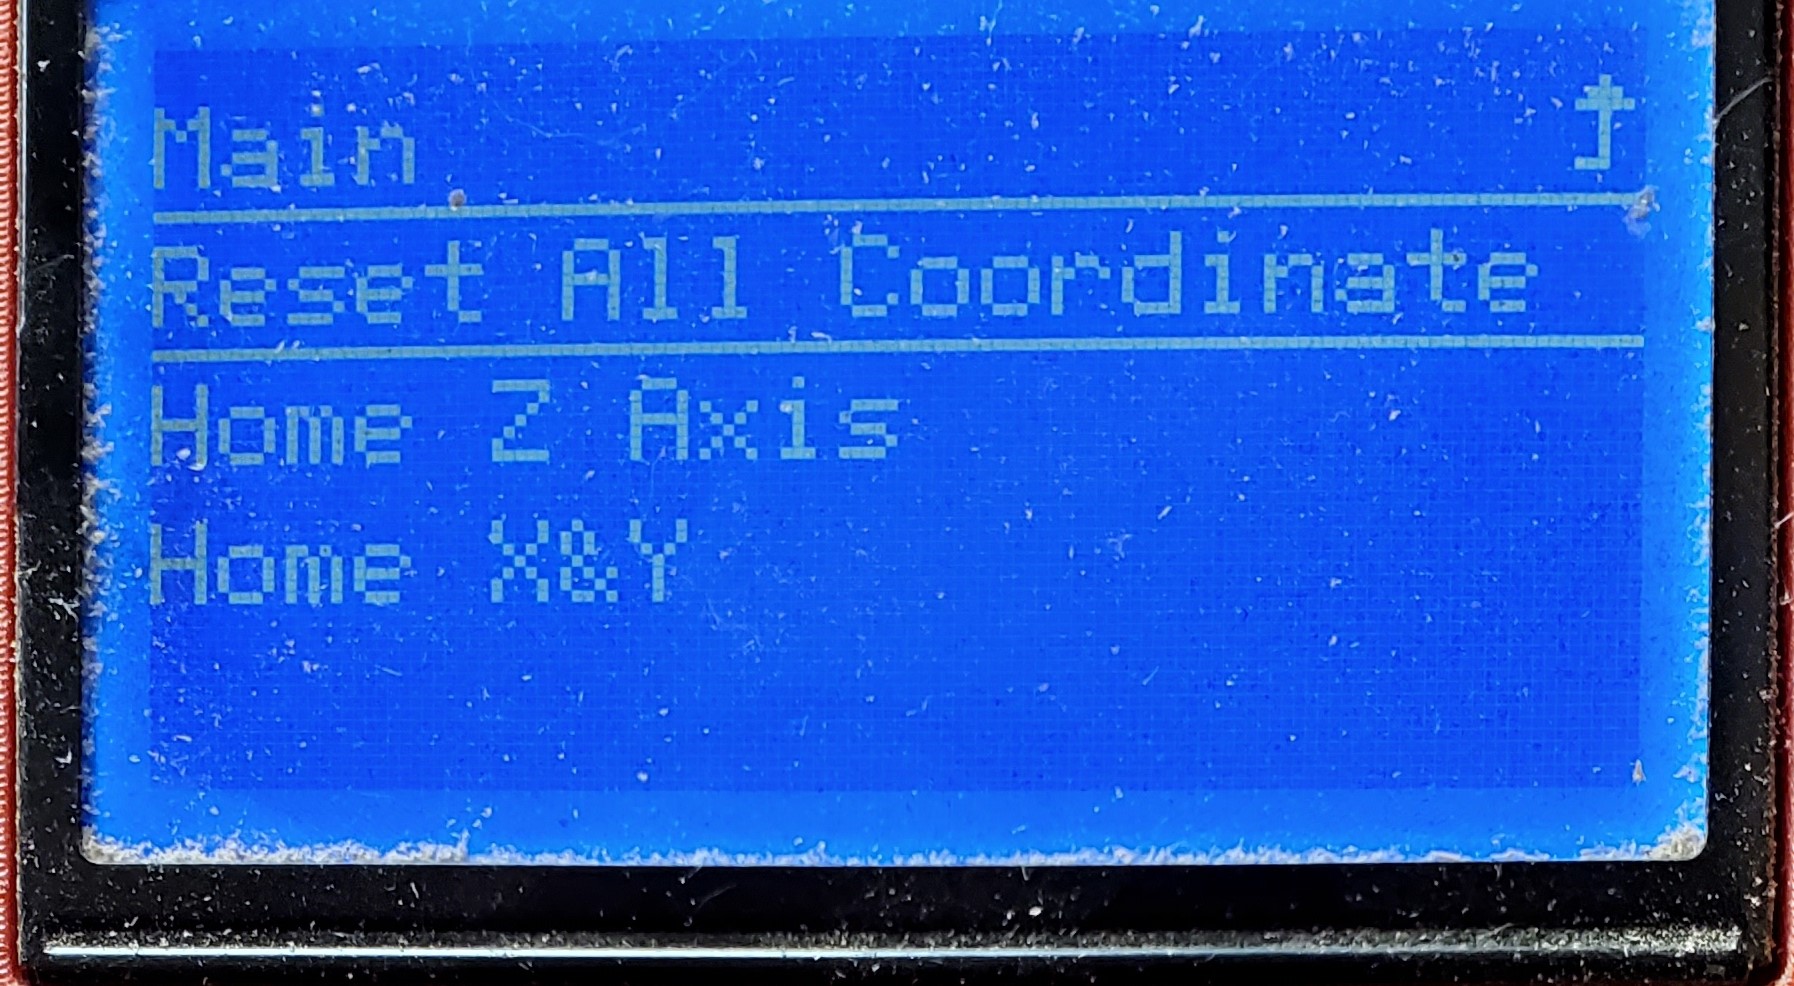 Main
Reset All Coordinate
Home Z Axis
Home X&Y